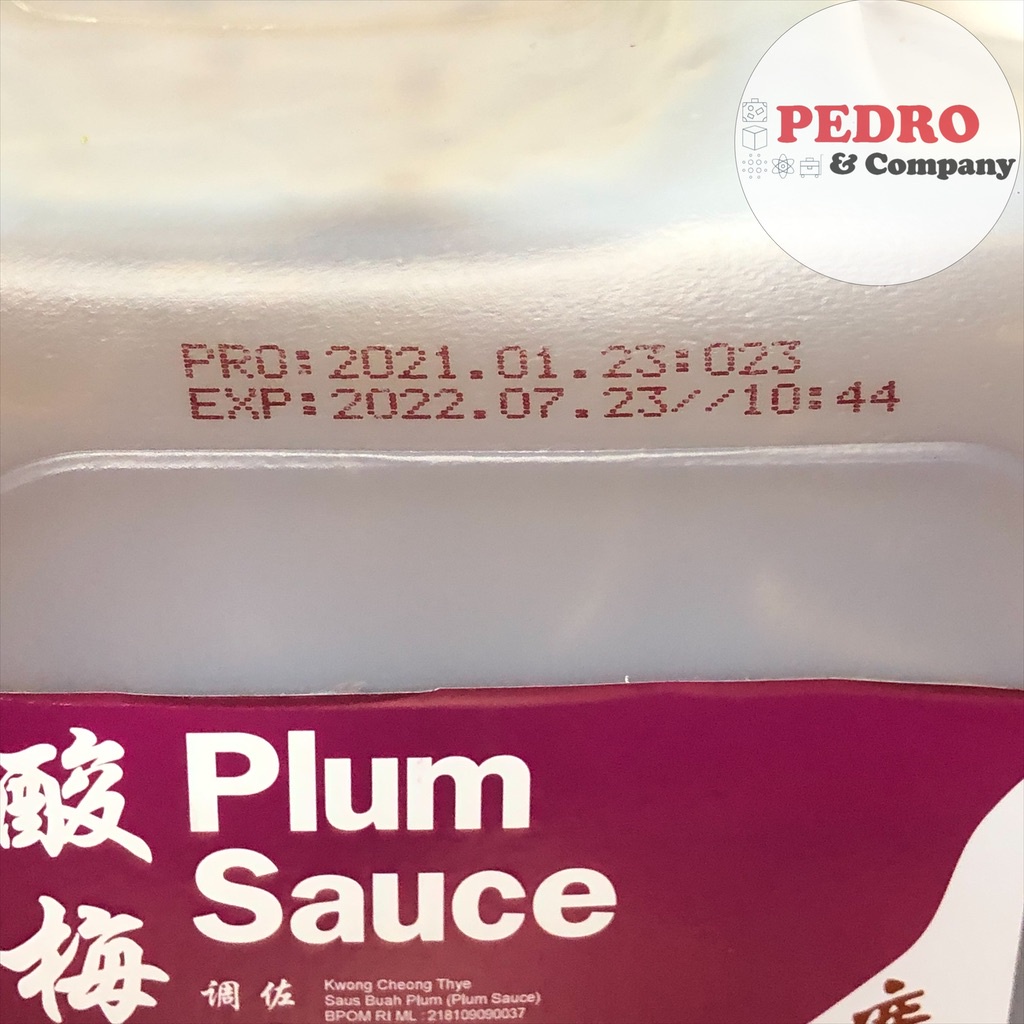 PEDRO
& Company
PRO:2021.01.23:023
EXP:2022.07.23//10:44
酸梅
Plum
Sauce
调佐
Kwong Cheong Thye
Saus Buah Plum (Plum Sauce)
BPOM RI ML : 218109090037